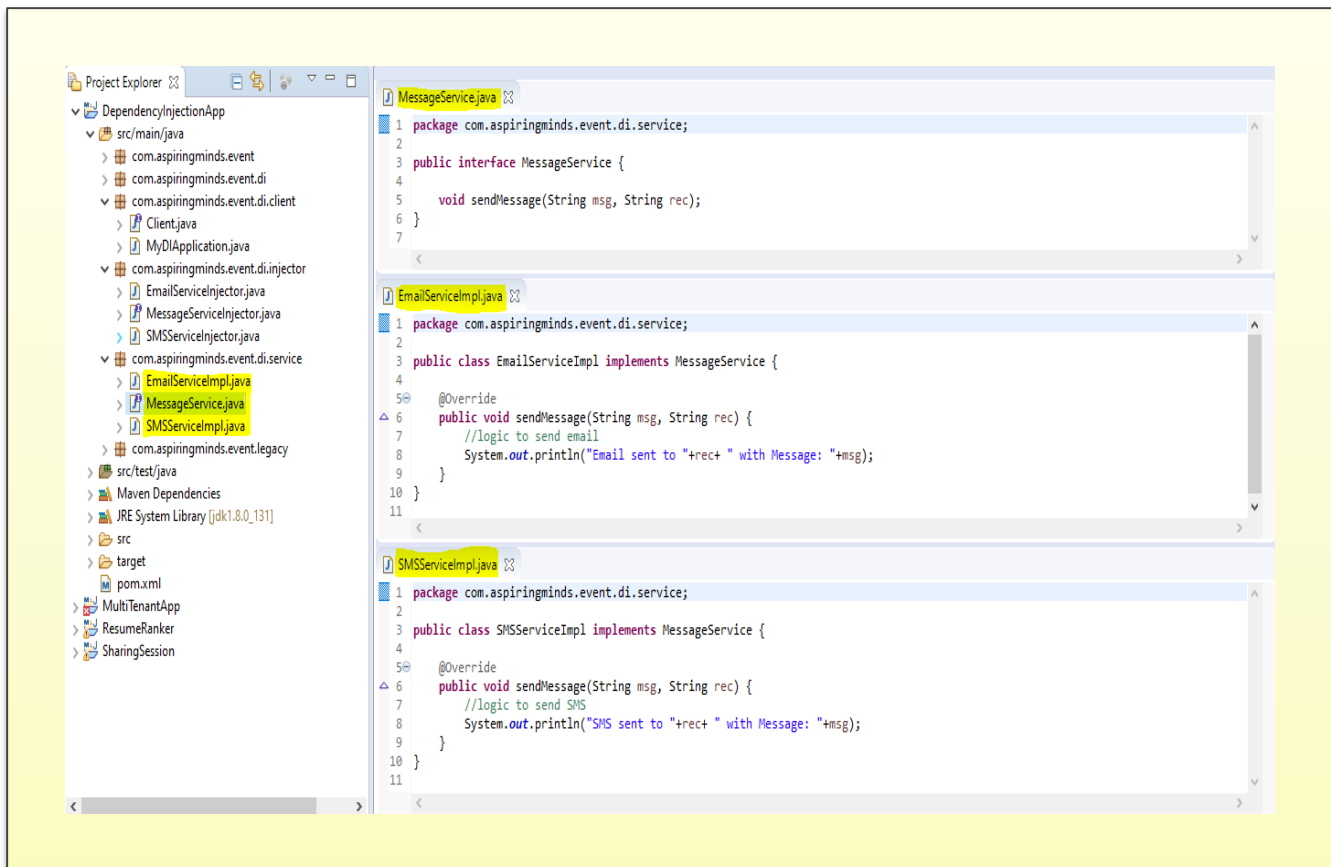 Project Explorer
DependencyInjectionApp
src/main/java
com.aspiringminds.event
com.aspiringminds.event.di
com.aspiringminds.event.di.client
Client.java
MyDIApplication.java
com.aspiringminds.event.di.injector
EmailServiceInjector.java
MessageServiceInjector.java
SMSServiceInjector.java
com.aspiringminds.event.di.service
EmailServiceImpl.java
MessageService.java
SMSServiceImpl.java
com.aspiringminds.event.legacy
src/test/java
Maven Dependencies
JRE System Library [jdk1.8.0_131]
src
target
pom.xml
MultiTenantApp
ResumeRanker
SharingSession
MessageService.java
1 package com.aspiringminds.event.di.service;
2
3 public interface MessageService {
4
5 void sendMessage(String msg, String rec);
6 }
7
EmailServiceImpl.java
1 package com.aspiringminds.event.di.service;
2
3 public class EmailServiceImpl implements MessageService {
4
5 @Override
6 public void sendMessage(String msg, String rec) {
7 //logic to send email
8 System.out.println("Email sent to "+rec+ " with Message: "+msg);
9 }
10 }
11
SMSServiceImpl.java
1 package com.aspiringminds.event.di.service;
2
3 public class SMSServiceImpl implements MessageService {
4
5 @Override
6 public void sendMessage(String msg, String rec) {
7 //logic to send SMS
8 System.out.println("SMS sent to "+rec+ " with Message: "+msg);
9 }
10 }
11